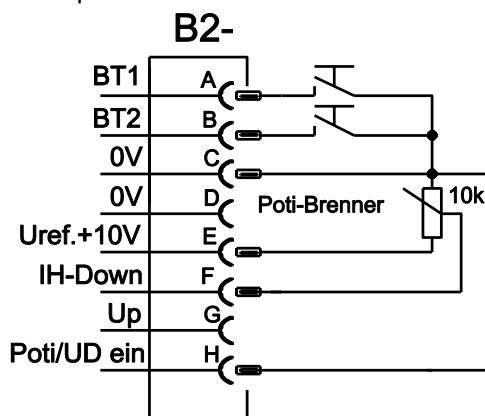 B2-
BT1 A
BT2 B
0V C
0V D Poti-Brenner 10k
Uref.+10V E
IH-Down F
Up G
Poti/UD ein H